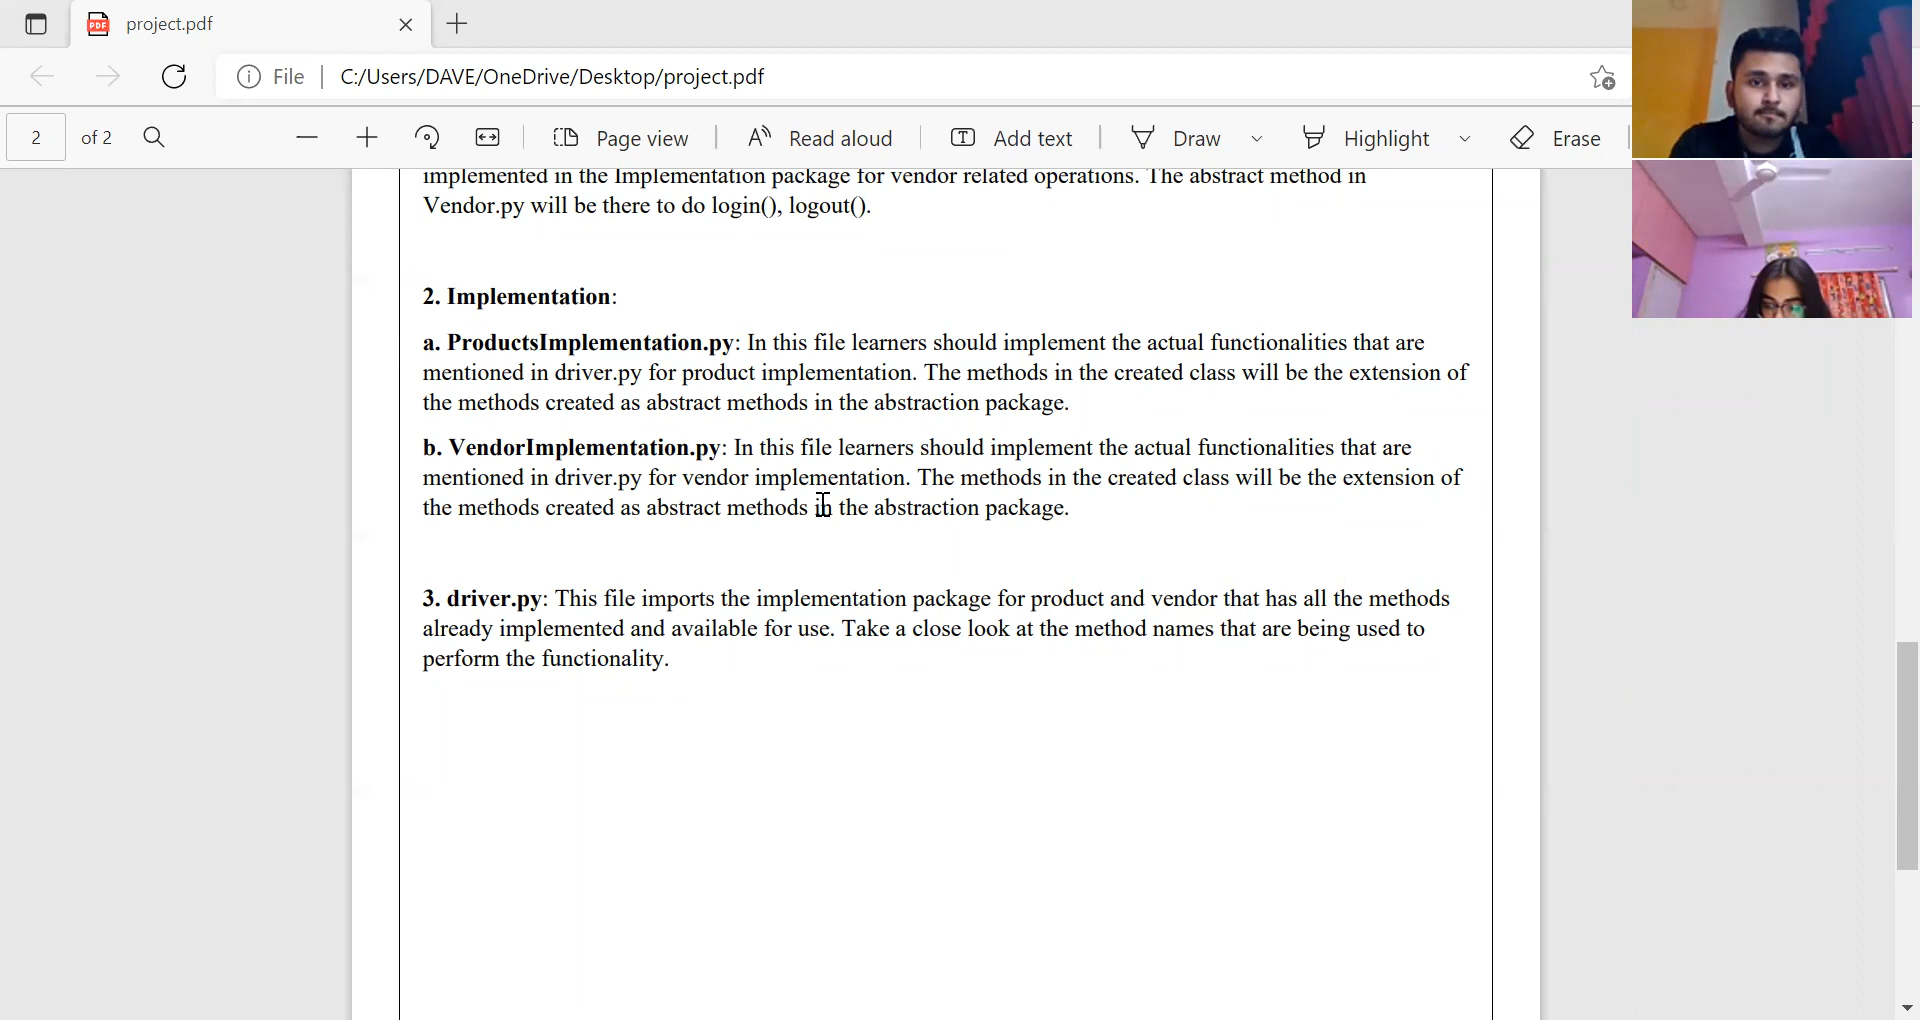 project.pdf
File
C:/Users/DAVE/OneDrive/Desktop/project.pdf
2 of 2
Page view
Read aloud
Add text
Draw
Highlight
Erase
implemented in the Implementation package for vendor related operations. The abstract method in
Vendor.py will be there to do login(), logout().
2. Implementation:
a. ProductsImplementation.py: In this file learners should implement the actual functionalities that are
mentioned in driver.py for product implementation. The methods in the created class will be the extension of
the methods created as abstract methods in the abstraction package.
b. VendorImplementation.py: In this file learners should implement the actual functionalities that are
mentioned in driver.py for vendor implementation. The methods in the created class will be the extension of
the methods created as abstract methods in the abstraction package.
3. driver.py: This file imports the implementation package for product and vendor that has all the methods
already implemented and available for use. Take a close look at the method names that are being used to
perform the functionality.